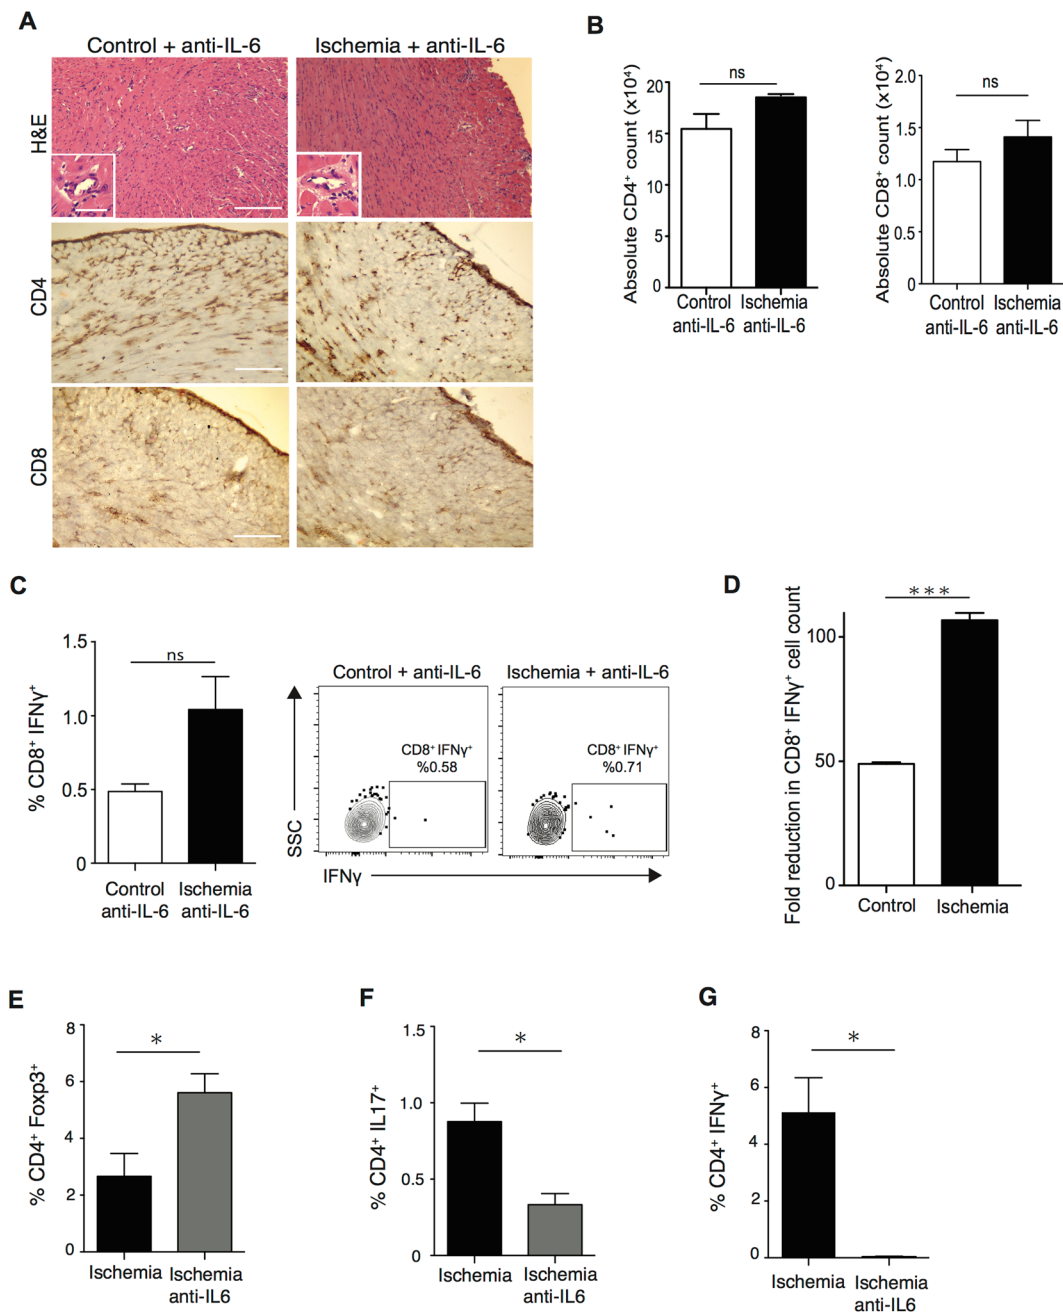 A
Control + anti-IL-6
Ischemia + anti-IL-6
H&E
CD4
CD8
B
Absolute CD4⁺ count (x10⁴)
20
15
10
5
0
ns
Control
anti-IL-6
Ischemia
anti-IL-6
Absolute CD8⁺ count (x10⁴)
2.0
1.5
1.0
0.5
0
ns
Control
anti-IL-6
Ischemia
anti-IL-6
C
% CD8⁺ IFNγ⁺
1.5
1.0
0.5
0
ns
Control
anti-IL-6
Ischemia
anti-IL-6
Control + anti-IL-6
Ischemia + anti-IL-6
CD8⁺ IFNγ⁺
%0.58
CD8⁺ IFNγ⁺
%0.71
SSC
IFNγ
D
Fold reduction in CD8⁺ IFNγ⁺ cell count
100
50
0
***
Control
Ischemia
E
% CD4⁺ Foxp3⁺
8
6
4
2
0
*
Ischemia
Ischemia
anti-IL6
F
% CD4⁺ IL17⁺
1.5
1.0
0.5
0
*
Ischemia
Ischemia
anti-IL6
G
% CD4⁺ IFNγ⁺
8
6
4
2
0
*
Ischemia
Ischemia
anti-IL6